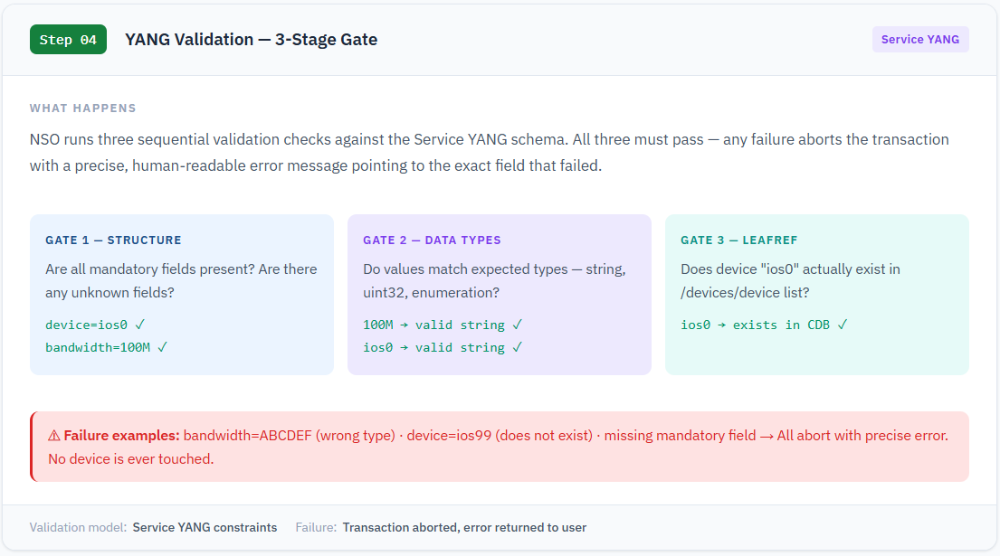 Step 04
YANG Validation — 3-Stage Gate
Service YANG
WHAT HAPPENS
NSO runs three sequential validation checks against the Service YANG schema. All three must pass — any failure aborts the transaction
with a precise, human-readable error message pointing to the exact field that failed.
GATE 1 — STRUCTURE
Are all mandatory fields present? Are there
any unknown fields?
device=ios0 ✓
bandwidth=100M ✓
GATE 2 — DATA TYPES
Do values match expected types — string,
uint32, enumeration?
100M → valid string ✓
ios0 → valid string ✓
GATE 3 — LEAFREF
Does device "ios0" actually exist in
/devices/device list?
ios0 → exists in CDB ✓
⚠ Failure examples: bandwidth=ABCDEF (wrong type) · device=ios99 (does not exist) · missing mandatory field → All abort with precise error.
No device is ever touched.
Validation model: Service YANG constraints Failure: Transaction aborted, error returned to user